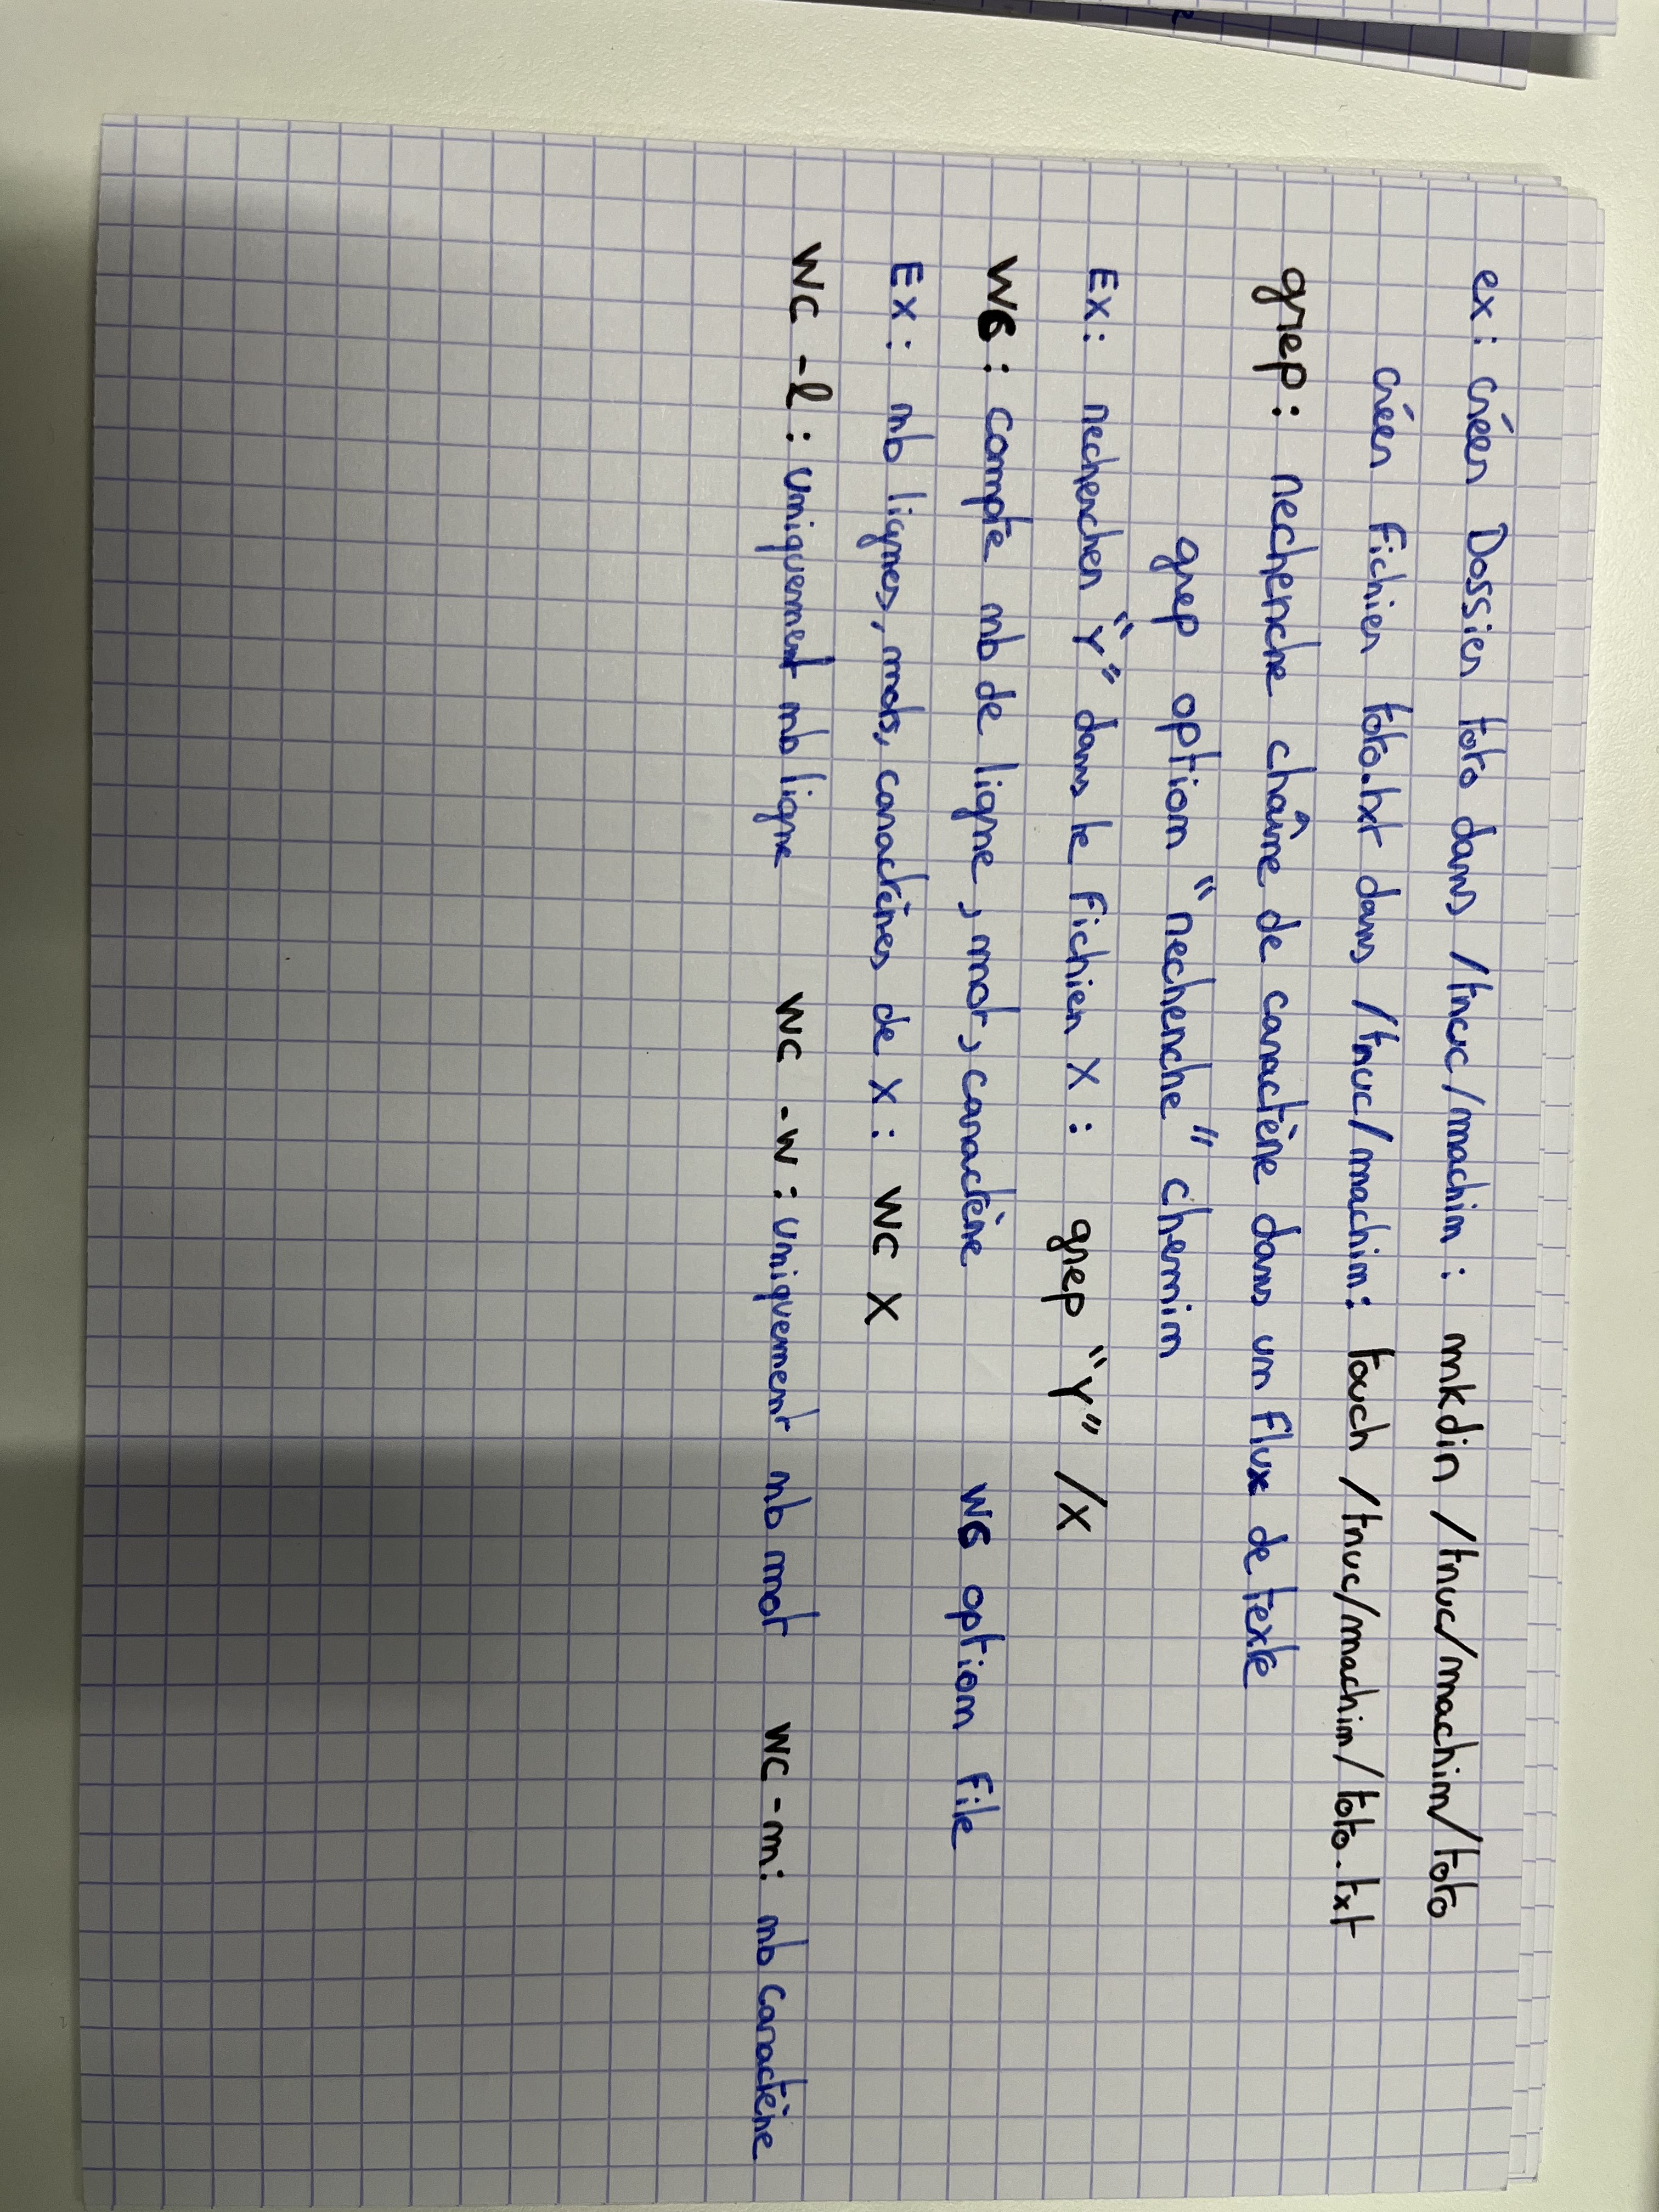 ex: créer Dossier toto dans /truc/machin : mkdir /truc/machin/toto
créer Fichier toto.txt dans /truc/machin: touch /truc/machin/toto.txt
grep: recherche chaîne de caractère dans un Flux de texte
grep option "recherche" chemin
Ex: rechercher "Y" dans le Fichier X : grep "Y" /X
WC : compte nb de ligne, mot, caractère WC option File
Ex: nb lignes, mots, caractères de X : WC X
WC -l : uniquement nb ligne WC -w : uniquement nb mot WC -m: nb caractère